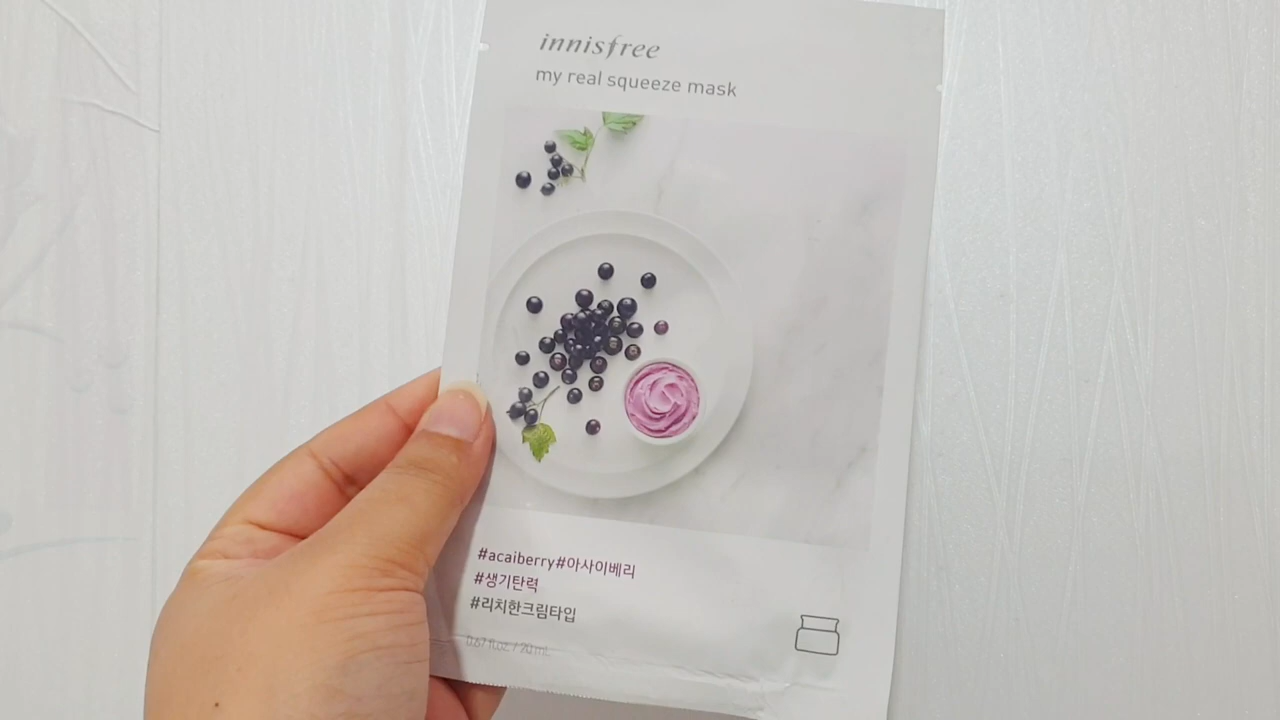 innisfree
my real squeeze mask
#acaiberry#아사이베리
#생기탄력
#리치한크림타입
0.67 fl.oz. / 20 mL